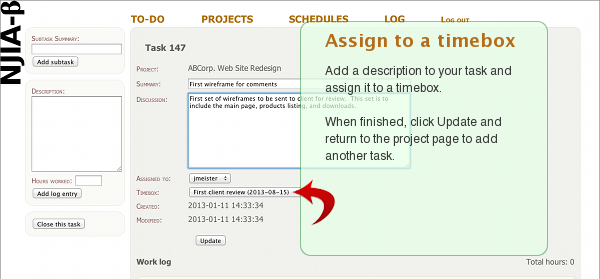 NJIA-β
TO-DO PROJECTS SCHEDULES LOG LOG OUT
SUBTASK SUMMARY:
Add subtask
DESCRIPTION:
HOURS WORKED:
Add log entry
Close this task
Task 147
PROJECT: ABCorp. Web Site Redesign
SUMMARY: First wireframe for comments
DISCUSSION: First set of wireframes to be sent to client for review. This set is to
include the main page, products listing, and downloads.
ASSIGNED TO: jmeister
TIMEBOX: First client review (2013-08-15)
CREATED: 2013-01-11 14:33:34
MODIFIED: 2013-01-11 14:33:34
Update
Work log Total hours: 0
Assign to a timebox
Add a description to your task and
assign it to a timebox.
When finished, click Update and
return to the project page to add
another task.